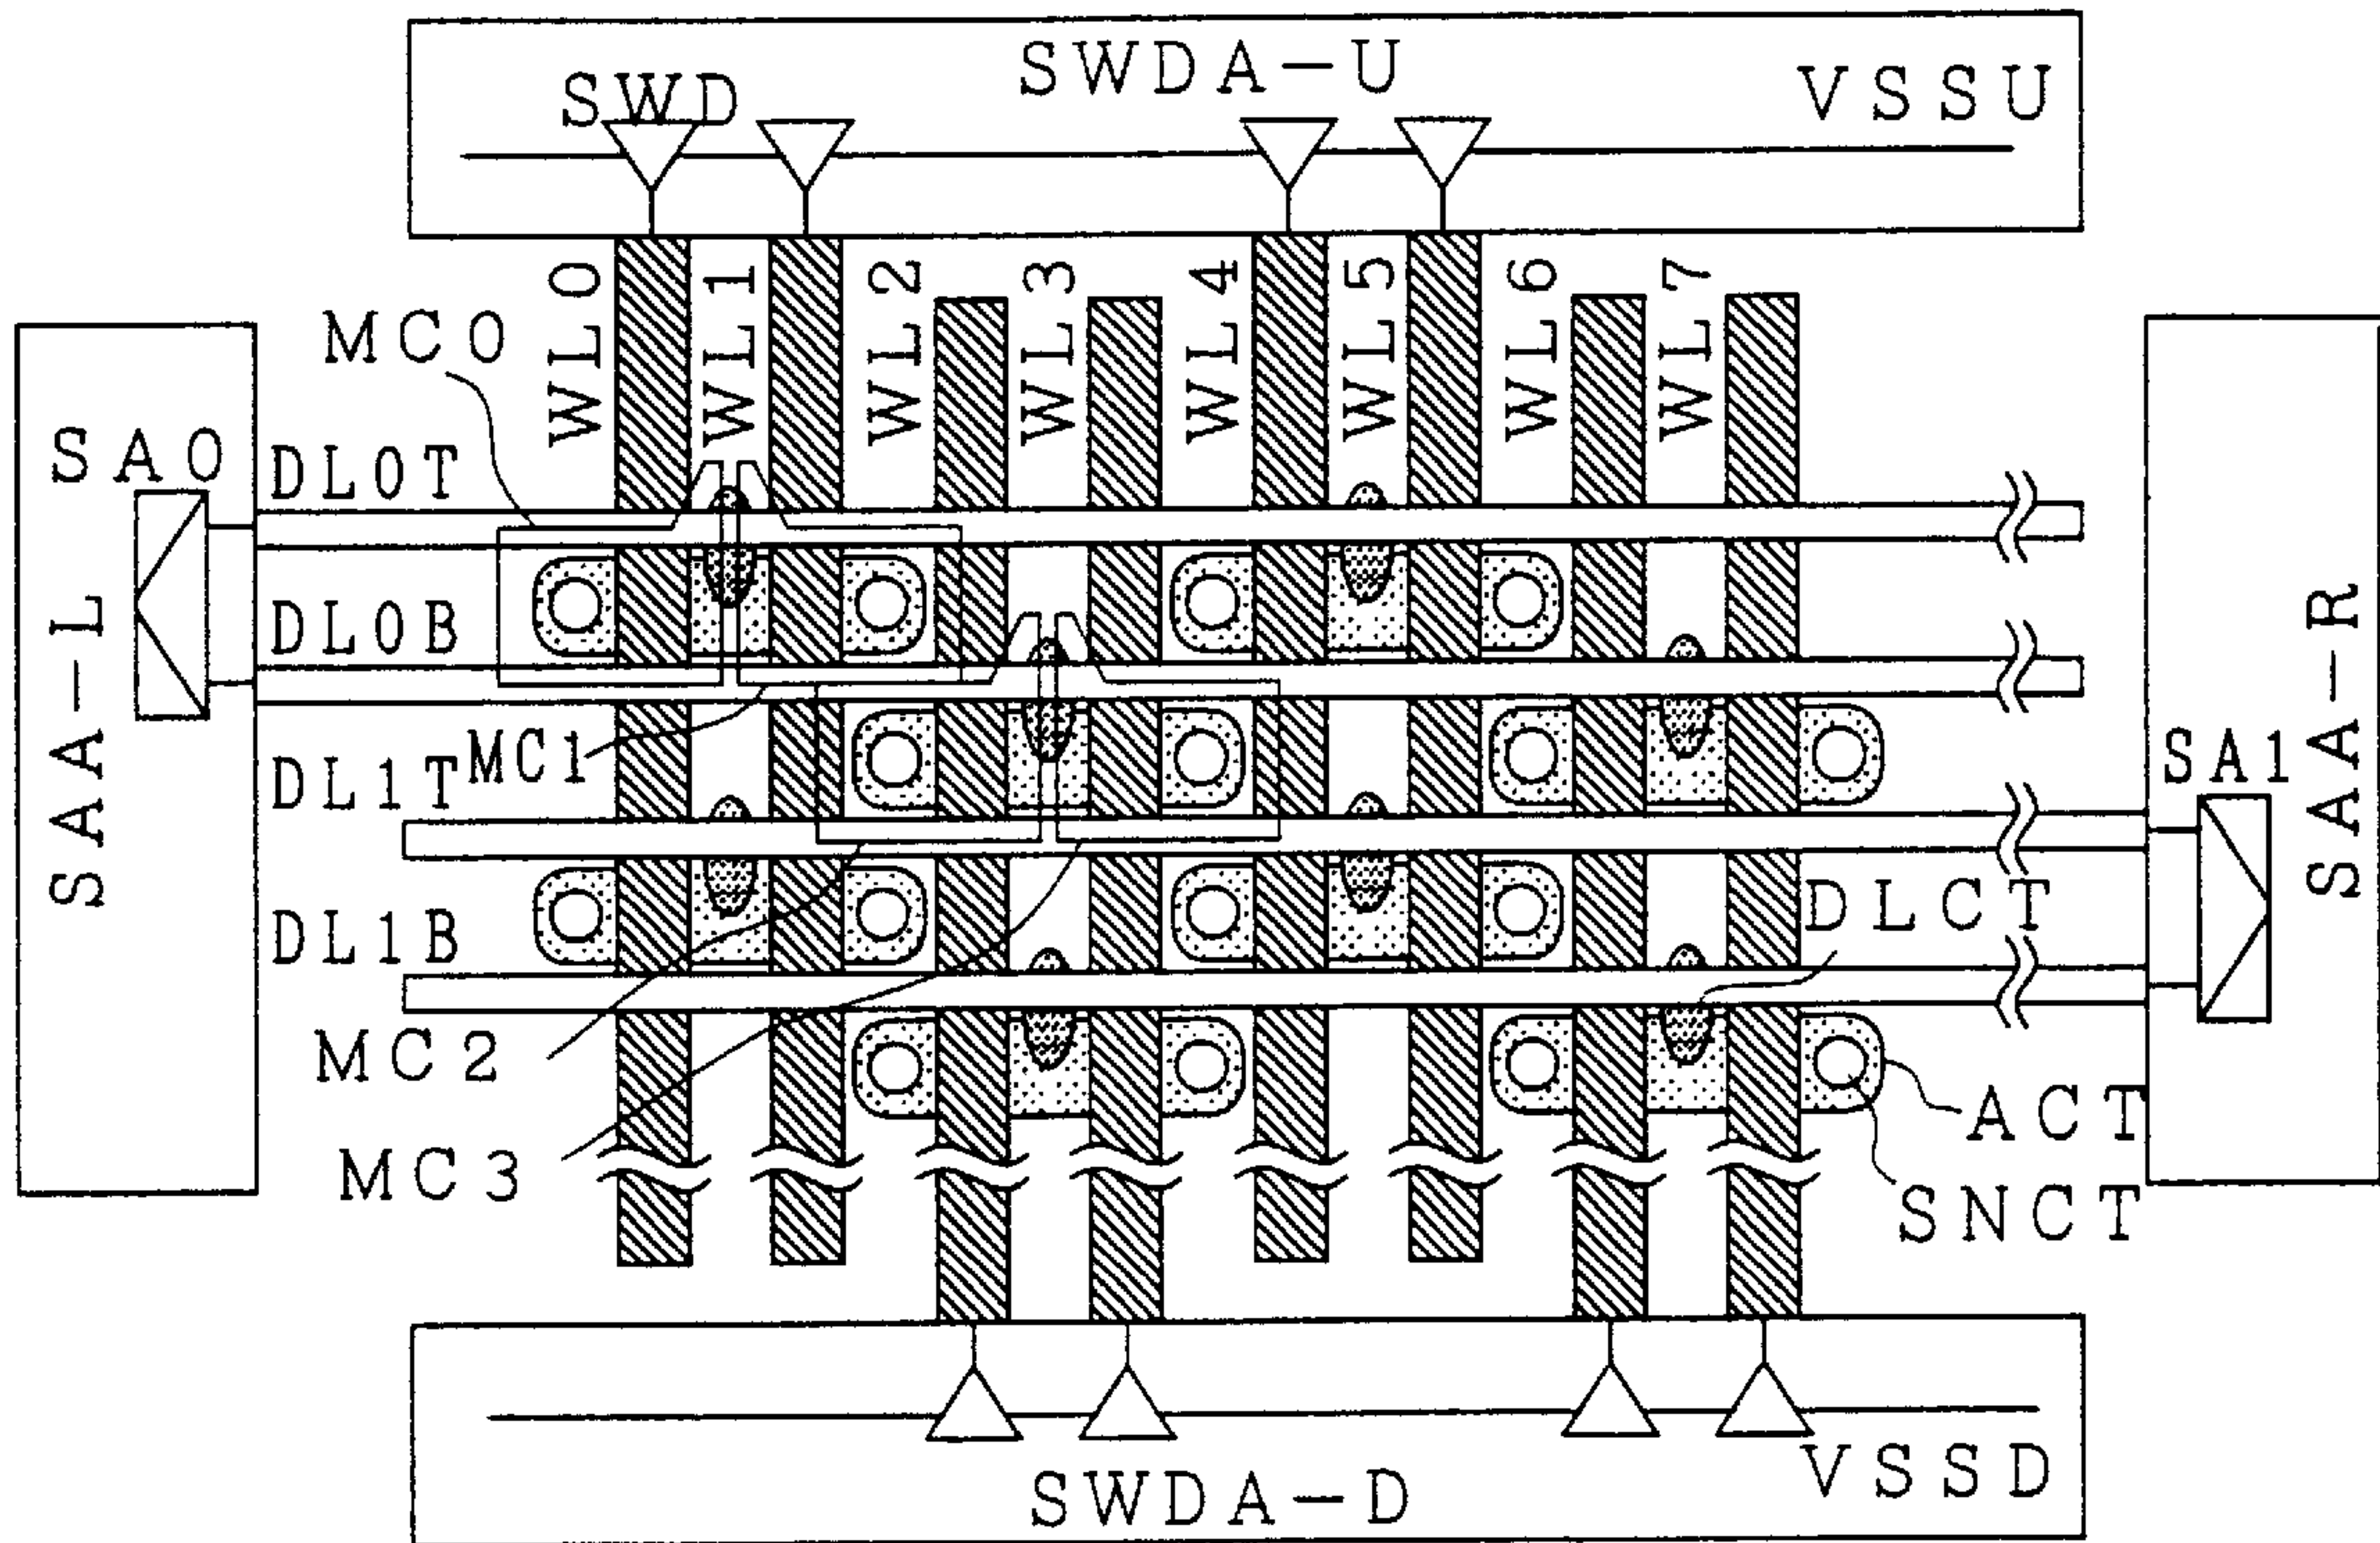 SWDA-U
SWD
VSSU
WL0
WL1
WL2
WL3
WL4
WL5
WL6
WL7
MC0
SA0
DL0T
DL0B
SAA-L
SAA-R
MC1
DL1T
SA1
DL1B
DLCT
MC2
MC3
ACT
SNCT
VSSD
SWDA-D